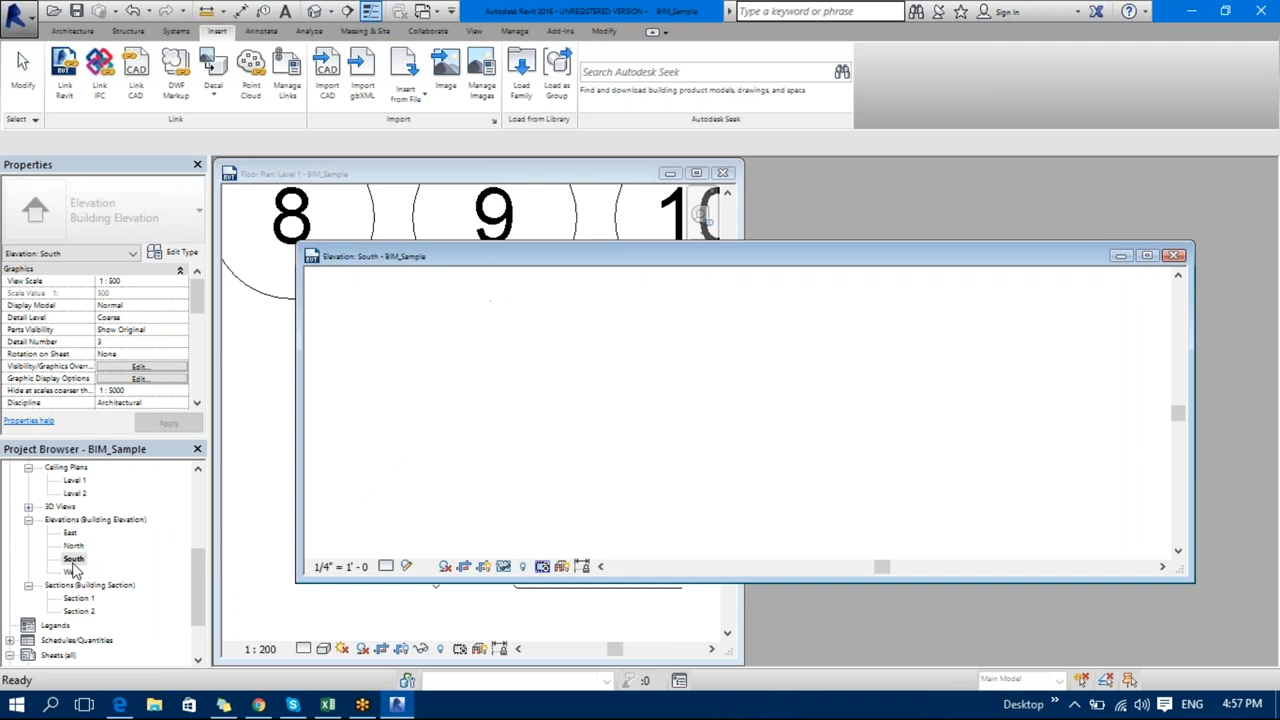 Autodesk Revit 2016 - UNREGISTERED VERSION - BIM_Sample
Type a keyword or phrase
Sign In
Architecture Structure Systems Insert Annotate Analyze Massing & Site Collaborate View Manage Add-Ins Modify
Modify
Link Revit
Link IFC
Link CAD
DWF Markup
Decal
Point Cloud
Manage Links
Import CAD
Import gbXML
Insert from File
Image
Manage Images
Load Family
Load as Group
Search Autodesk Seek
Find and download building product models, drawings, and specs
Select
Link
Import
Load from Library
Autodesk Seek
Properties
Elevation
Building Elevation
Elevation: South
Edit Type
Graphics
View Scale 1 : 500
Scale Value 1: 500
Display Model Normal
Detail Level Coarse
Parts Visibility Show Original
Detail Number 3
Rotation on Sheet None
Visibility/Graphics Overr... Edit...
Graphic Display Options Edit...
Hide at scales coarser th... 1 : 5000
Discipline Architectural
Properties help
Apply
Project Browser - BIM_Sample
Ceiling Plans
Level 1
Level 2
3D Views
Elevations (Building Elevation)
East
North
South
Sections (Building Section)
Section 1
Section 2
Legends
Schedules/Quantities
Sheets (all)
Floor Plan: Level 1 - BIM_Sample
8 9 10
Elevation: South - BIM_Sample
1/4" = 1' - 0
1 : 200
Ready
:0
Main Model
Desktop
ENG
4:57 PM